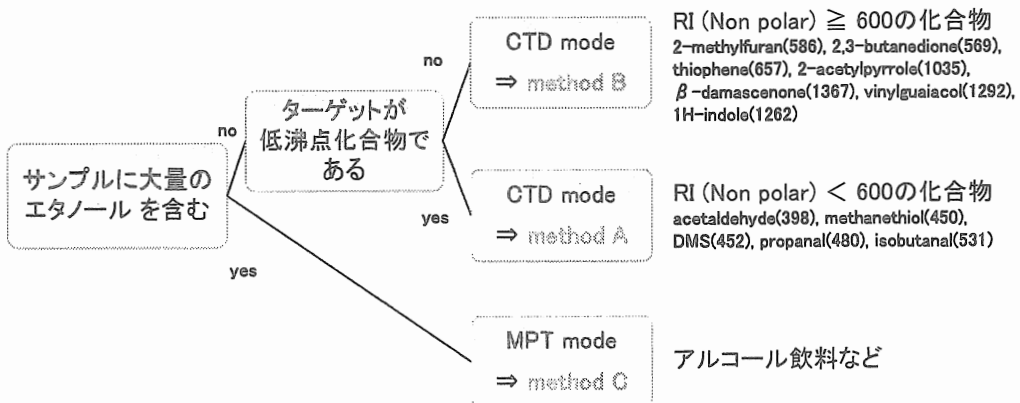 サンプルに大量の
エタノール を含む
no
yes
ターゲットが
低沸点化合物で
ある
no
yes
CTD mode
⇒ method B
RI (Non polar) ≧ 600の化合物
2-methylfuran(586), 2,3-butanedione(569),
thiophene(657), 2-acetylpyrrole(1035),
β-damascenone(1367), vinylguaiacol(1292),
1H-indole(1262)
CTD mode
⇒ method A
RI (Non polar) < 600の化合物
acetaldehyde(398), methanethiol(450),
DMS(452), propanal(480), isobutanal(531)
MPT mode
⇒ method C
アルコール飲料など